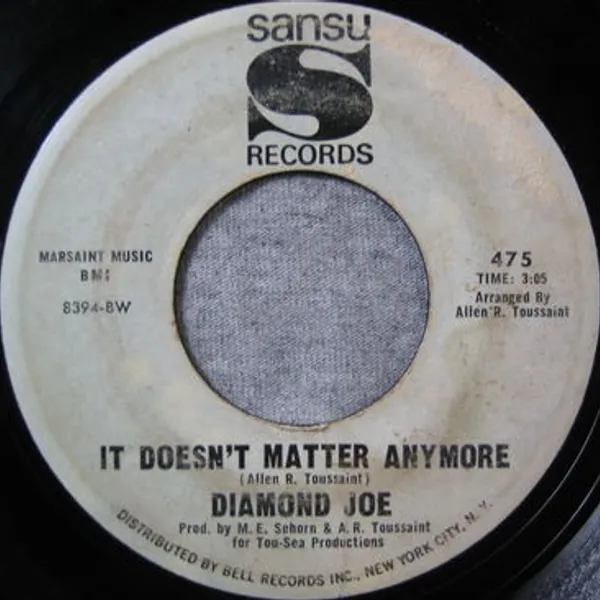 sansu
RECORDS
MARSAINT MUSIC
BMI
8394-BW
475
TIME: 3:05
Arranged By
Allen R. Toussaint
IT DOESN'T MATTER ANYMORE
(Allen R. Toussaint)
DIAMOND JOE
Prod. by M. E. Sehorn & A.R. Toussaint
for Tou-Sea Productions
DISTRIBUTED BY BELL RECORDS INC., NEW YORK CITY, N. Y.